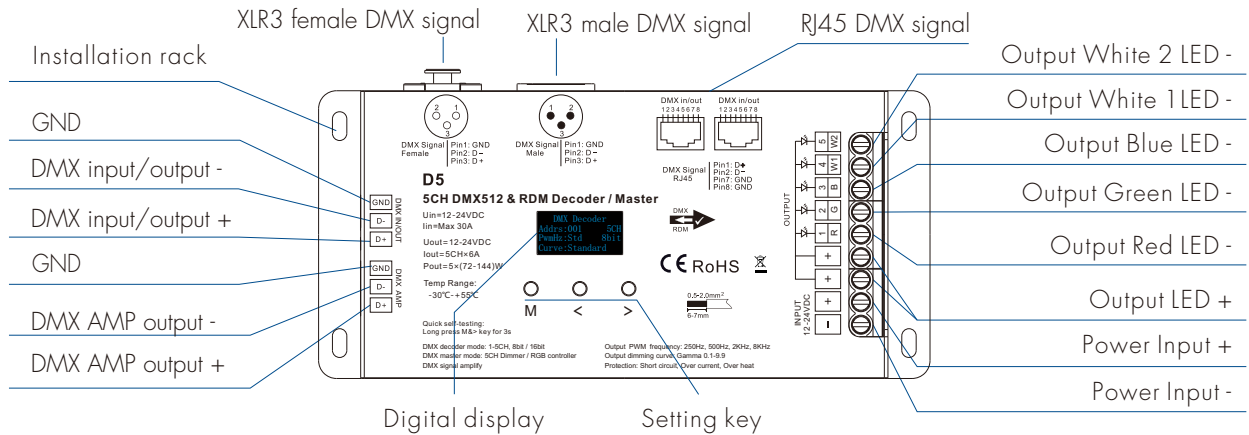 XLR3 female DMX signal
XLR3 male DMX signal
RJ45 DMX signal
Installation rack
GND
DMX input/output -
DMX input/output +
GND
DMX AMP output -
DMX AMP output +
Output White 2 LED -
Output White 1LED -
Output Blue LED -
Output Green LED -
Output Red LED -
Output LED +
Power Input +
Power Input -
Digital display
Setting key
2 1
3
DMX Signal
Female
Pin1: GND
Pin2: D-
Pin3: D+
1 2
3
DMX Signal
Male
Pin1: GND
Pin2: D-
Pin3: D+
DMX in/out
12345678
DMX in/out
12345678
DMX Signal
RJ45
Pin1: D+
Pin2: D-
Pin7: GND
Pin8: GND
GND
D-
D+
DMX IN/OUT
GND
D-
D+
DMX AMP
D5
5CH DMX512 & RDM Decoder / Master
Uin=12-24VDC
Iin=Max 30A
Uout=12-24VDC
Iout=5CH×6A
Pout=5×(72-144)W
Temp Range:
-30℃-+55℃
DMX Decoder
Addrs:001 5CH
PwmHz:Std 8bit
Curve:Standard
DMX
RDM
CE RoHS
0.5-2.0mm²
6-7mm
M < >
Quick self-testing:
Long press M&> key for 3s
DMX decoder mode: 1-5CH, 8bit / 16bit
DMX master mode: 5CH Dimmer / RGB controller
DMX signal amplify
Output PWM frequency: 250Hz, 500Hz, 2KHz, 8KHz
Output dimming curve: Gamma 0.1-9.9
Protection: Short circuit, Over current, Over heat
OUTPUT
5 W2
4 W1
3 B
2 G
1 R
+
+
INPUT
12-24VDC
+
-